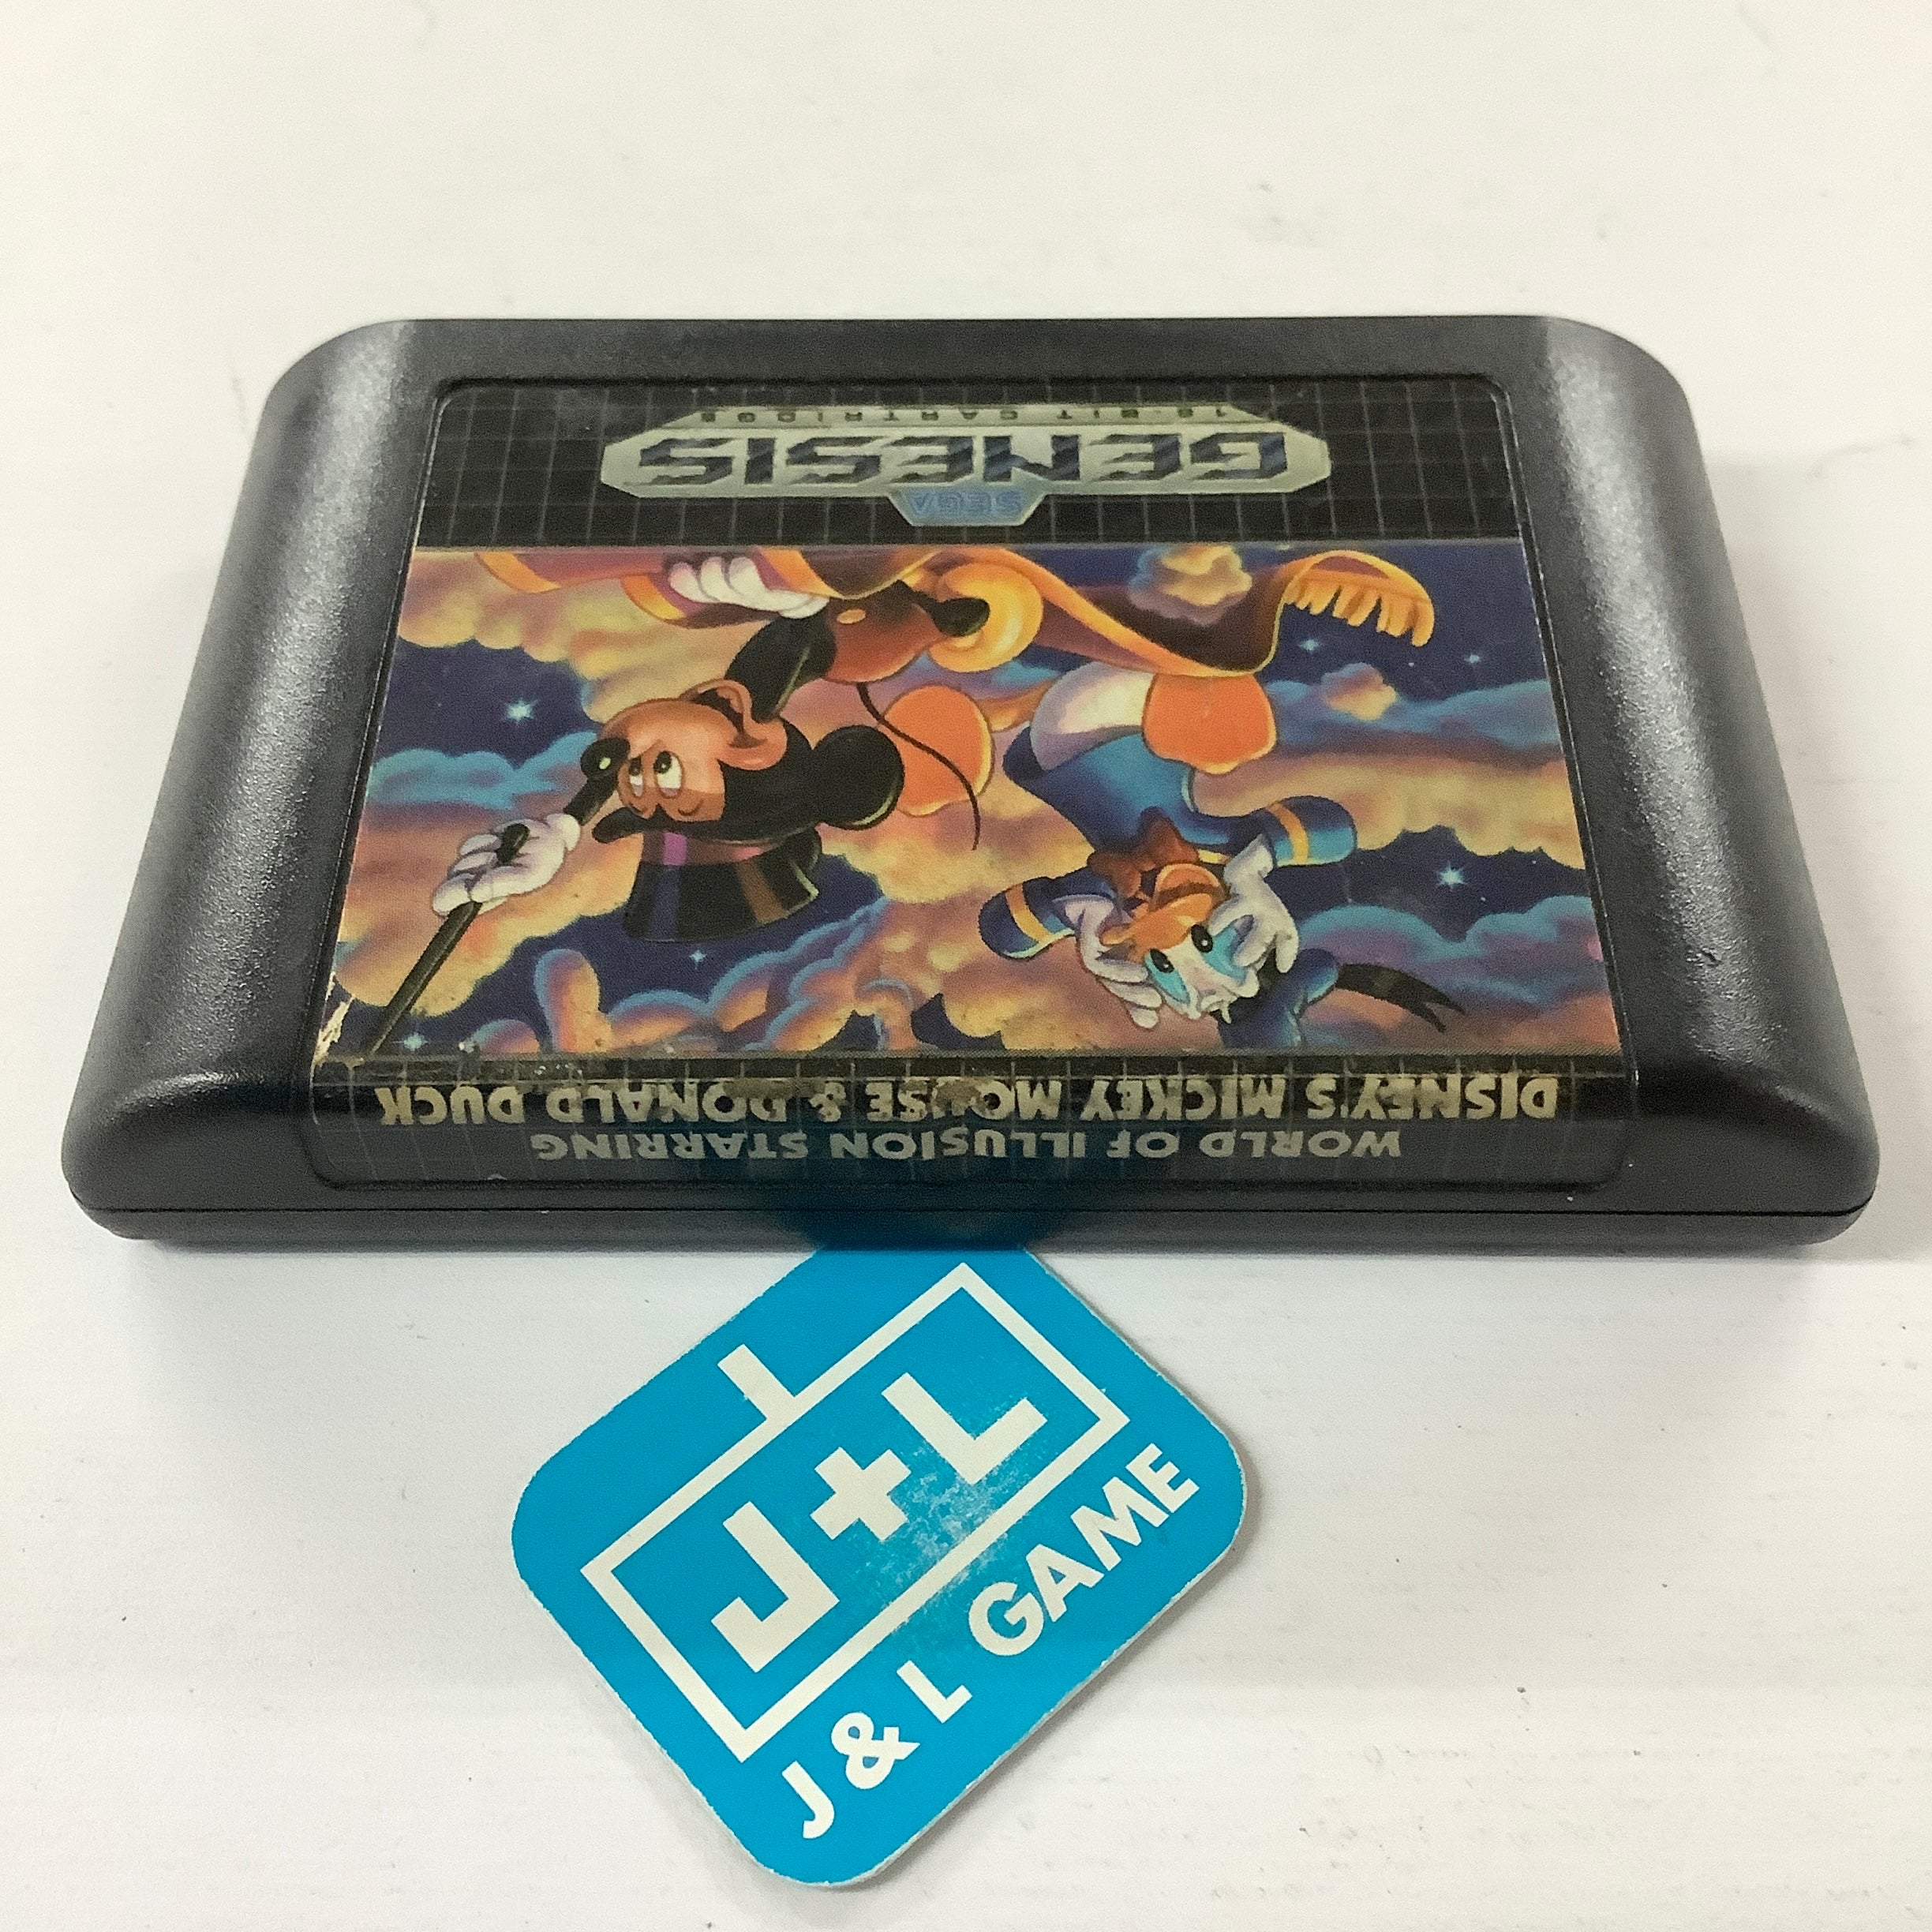 WORLD OF ILLUSION STARRING
DISNEY'S MICKEY MOUSE & DONALD DUCK
SEGA
GENESIS
16-BIT CARTRIDGE
J+L
J & L GAME